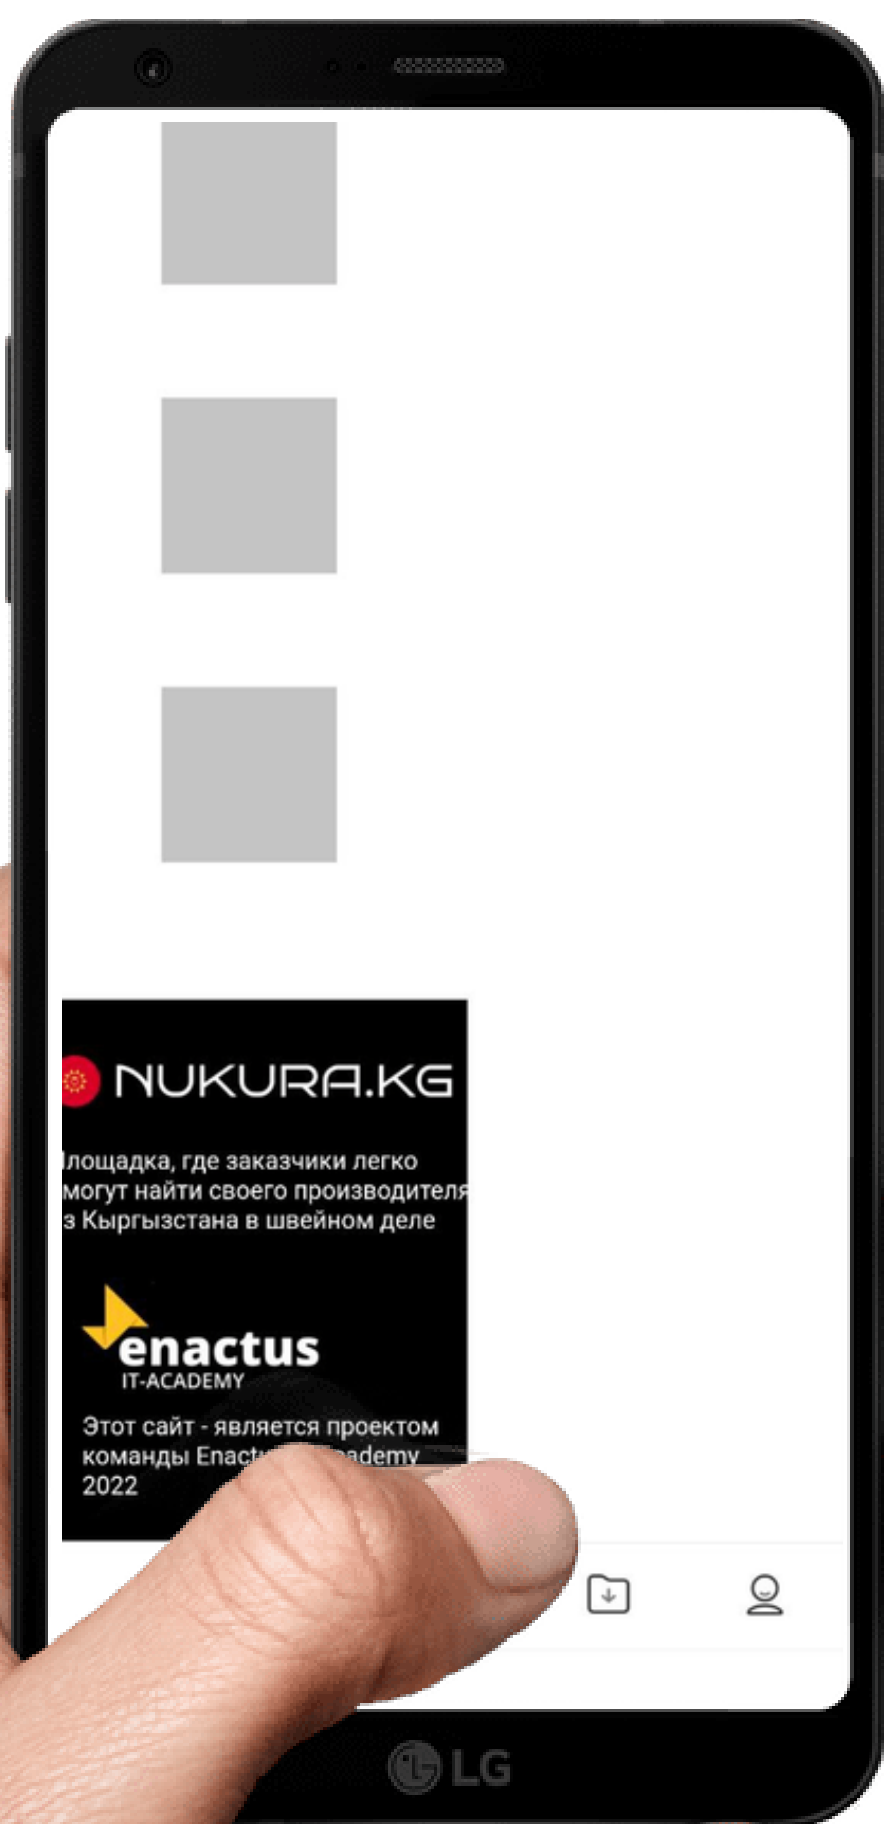 NUKURA.KG
лощадка, где заказчики легко
могут найти своего производителя
з Кыргызстана в швейном деле
enactus
IT-ACADEMY
Этот сайт - является проектом
команды Enactus
2022
LG